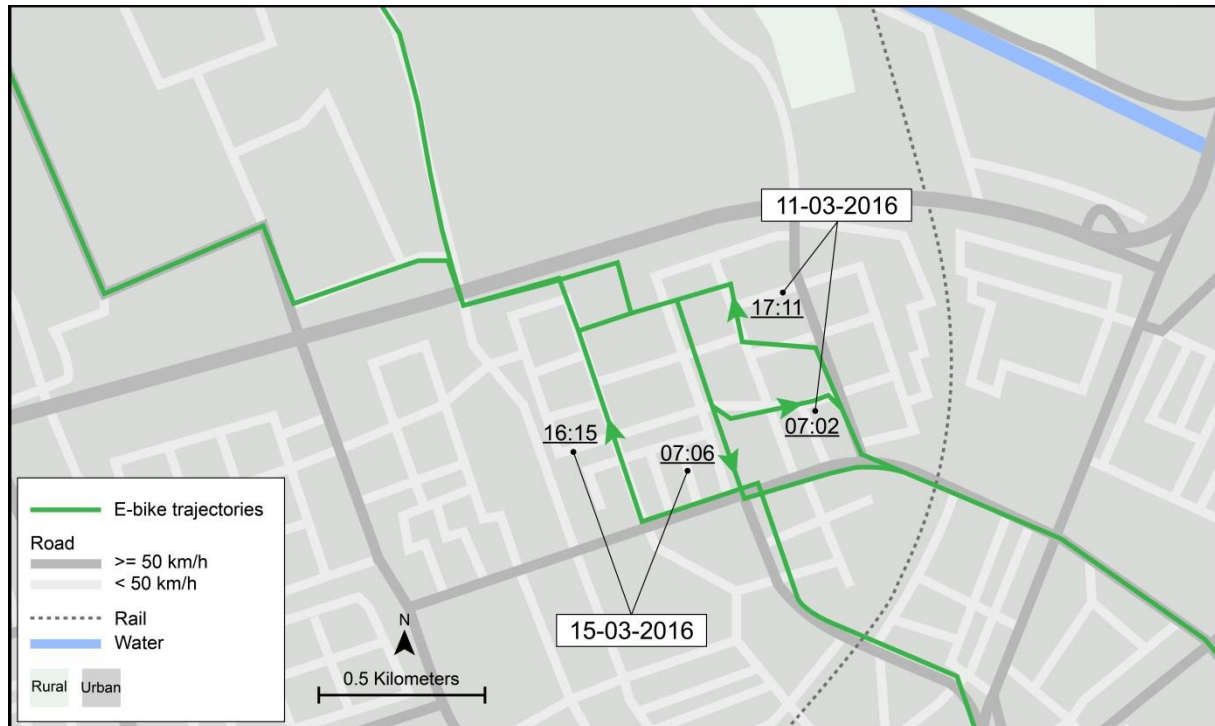 11-03-2016
17:11
07:02
16:15
07:06
15-03-2016
E-bike trajectories
Road
>= 50 km/h
< 50 km/h
Rail
Water
Rural
Urban
N
0.5 Kilometers